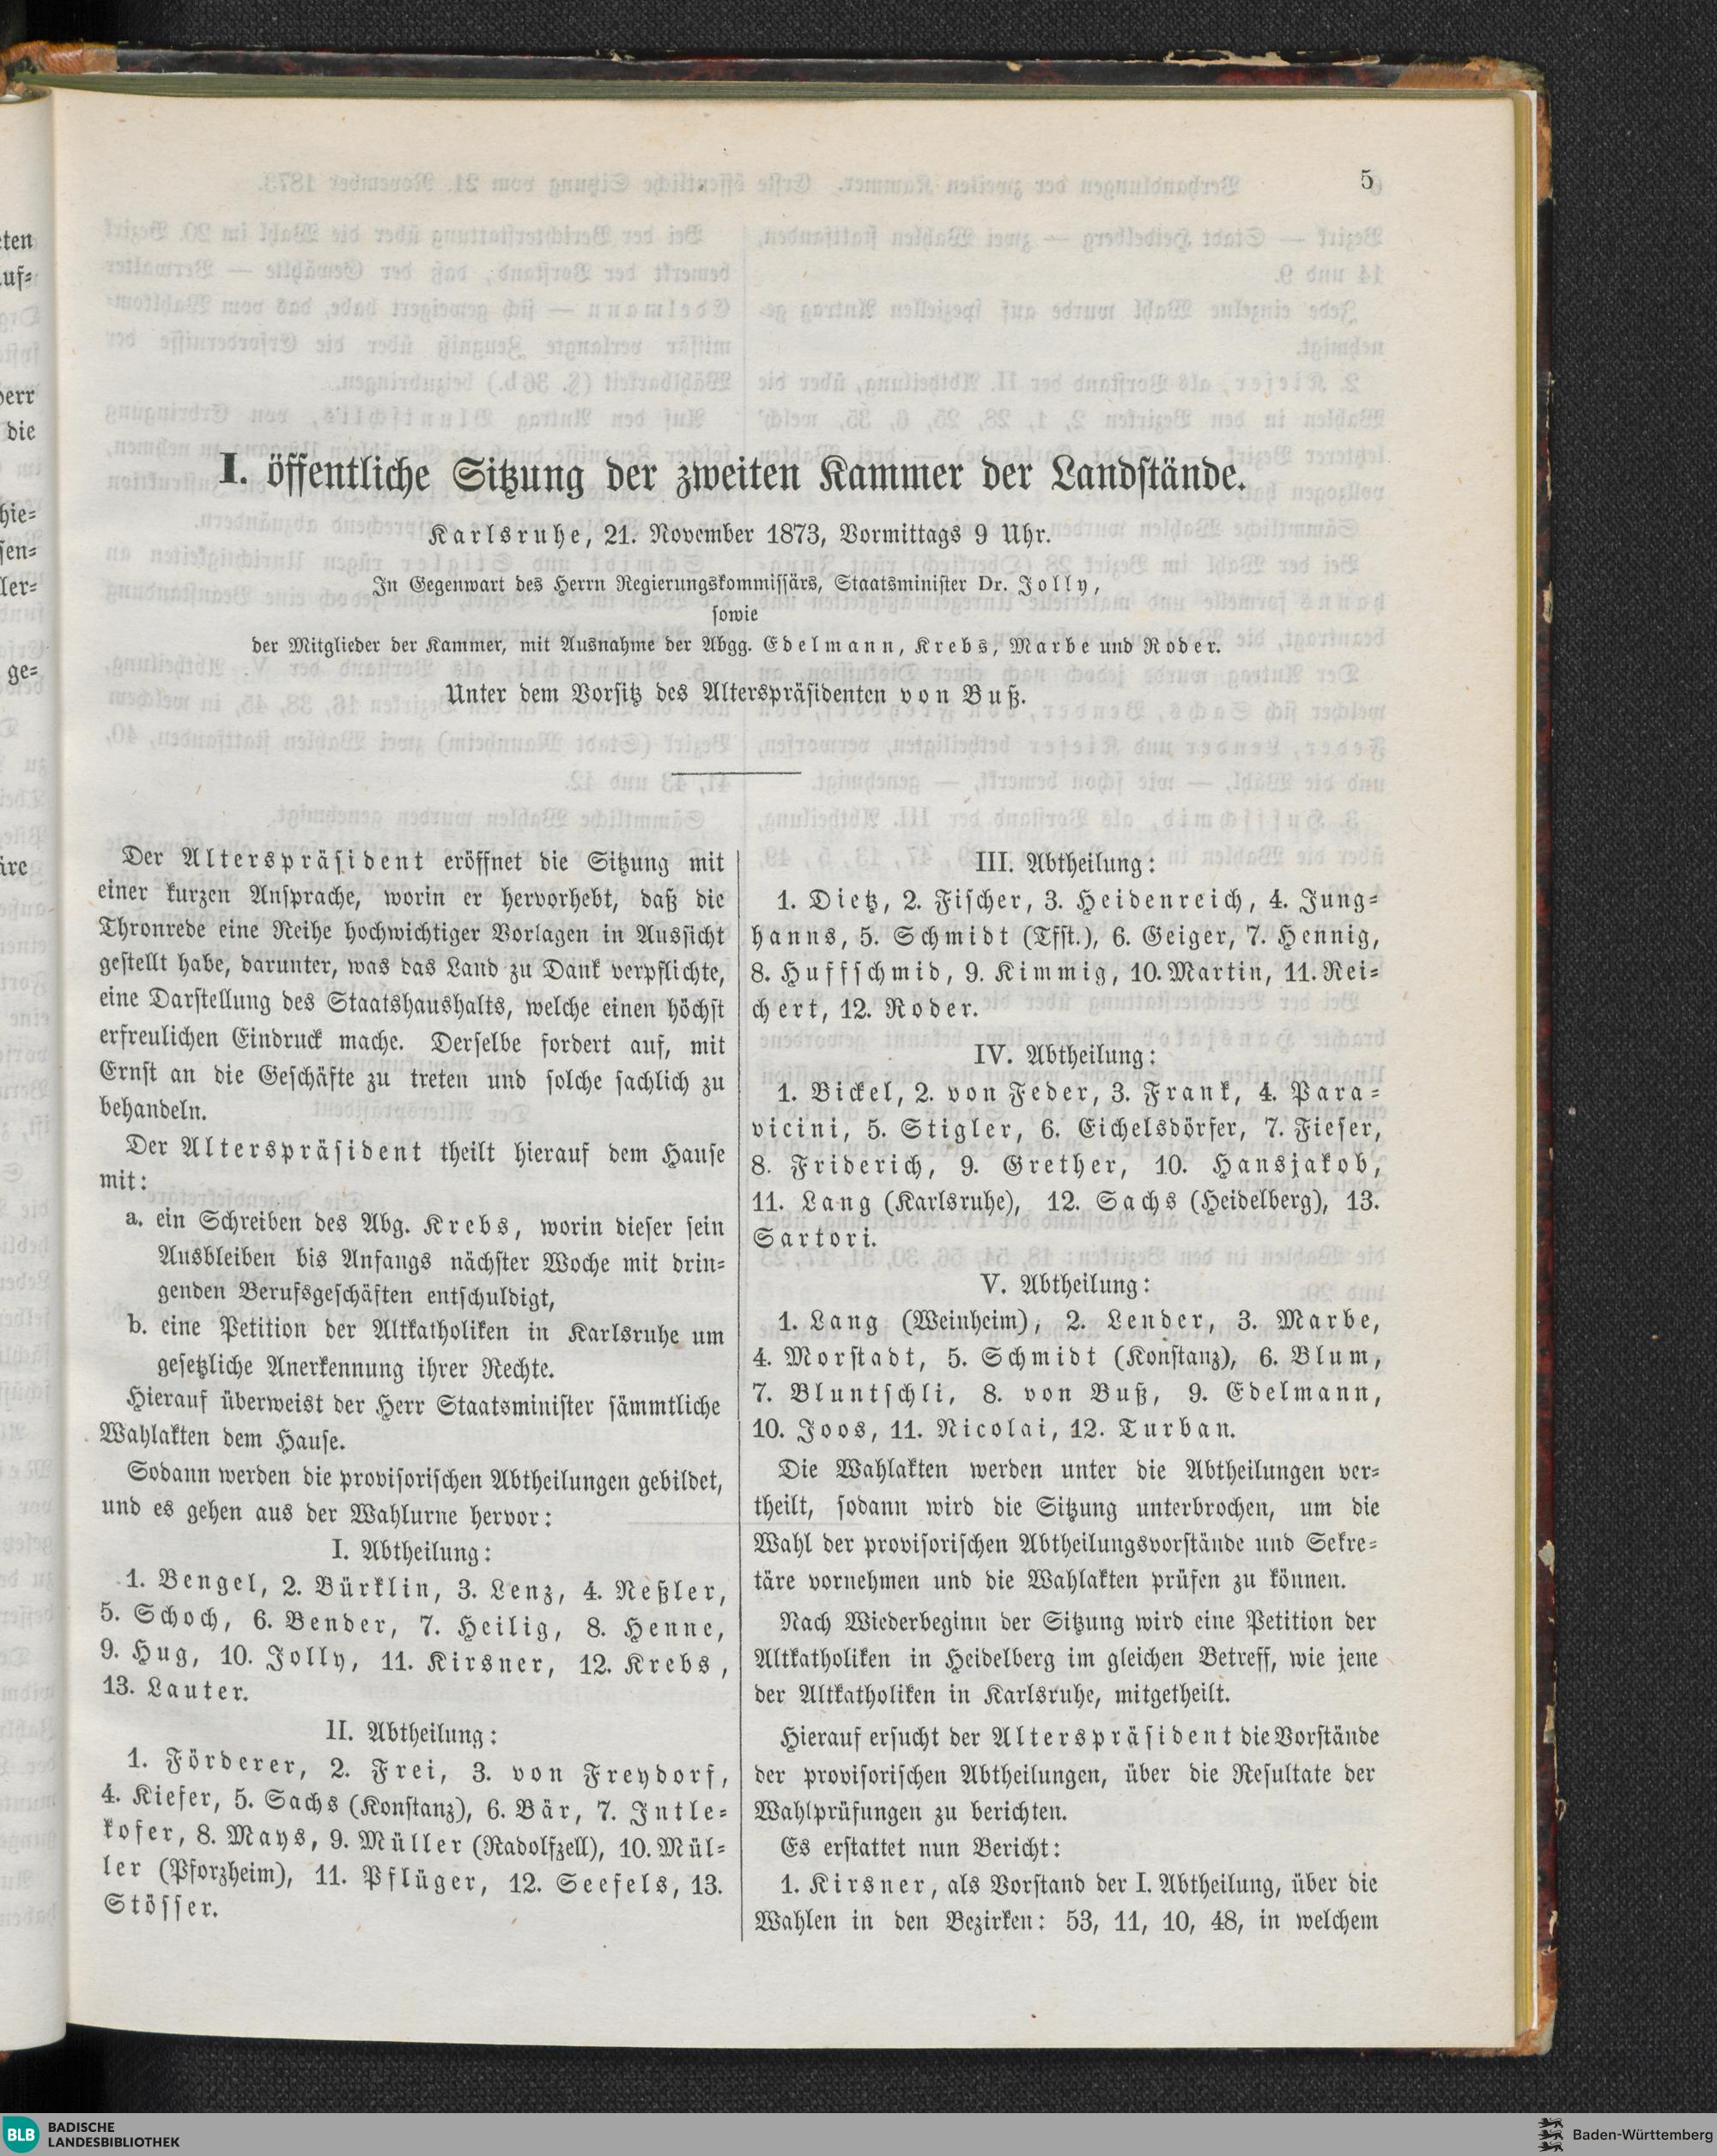 5
I. öffentliche Sitzung der zweiten Kammer der Landstände.
Karlsruhe, 21. November 1873, Vormittags 9 Uhr.
In Gegenwart des Herrn Regierungskommissärs, Staatsminister Dr. Jolly,
sowie
der Mitglieder der Kammer, mit Ausnahme der Abgg. Edelmann, Krebs, Marbe und Roder.
Unter dem Vorsitz des Alterspräsidenten von Buß.
Der Alterspräsident eröffnet die Sitzung mit
einer kurzen Ansprache, worin er hervorhebt, daß die
Thronrede eine Reihe hochwichtiger Vorlagen in Aussicht
gestellt habe, darunter, was das Land zu Dank verpflichte,
eine Darstellung des Staatshaushalts, welche einen höchst
erfreulichen Eindruck mache. Derselbe fordert auf, mit
Ernst an die Geschäfte zu treten und solche sachlich zu
behandeln.
Der Alterspräsident theilt hierauf dem Hause
mit:
a. ein Schreiben des Abg. Krebs, worin dieser sein
Ausbleiben bis Anfangs nächster Woche mit drin-
genden Berufsgeschäften entschuldigt,
b. eine Petition der Altkatholiken in Karlsruhe um
gesetzliche Anerkennung ihrer Rechte.
Hierauf überweist der Herr Staatsminister sämmtliche
Wahlakten dem Hause.
Sodann werden die provisorischen Abtheilungen gebildet,
und es gehen aus der Wahlurne hervor:
I. Abtheilung:
1. Bengel, 2. Bürklin, 3. Lenz, 4. Neßler,
5. Schoch, 6. Bender, 7. Heilig, 8. Henne,
9. Hug, 10. Jolly, 11. Kirsner, 12. Krebs,
13. Lauter.
II. Abtheilung:
1. Förderer, 2. Frei, 3. von Freydorf,
4. Kiefer, 5. Sachs (Konstanz), 6. Bär, 7. Intle-
kofer, 8. Mays, 9. Müller (Radolfzell), 10. Mül-
ler (Pforzheim), 11. Pflüger, 12. Seefels, 13.
Stösser.
III. Abtheilung:
1. Dietz, 2. Fischer, 3. Heidenreich, 4. Jung-
hanns, 5. Schmidt (Tfst.), 6. Geiger, 7. Hennig,
8. Huffschmid, 9. Kimmig, 10. Martin, 11. Rei-
chert, 12. Roder.
IV. Abtheilung:
1. Bickel, 2. von Feder, 3. Frank, 4. Para-
vicini, 5. Stigler, 6. Eichelsdörfer, 7. Fieser,
8. Friderich, 9. Grether, 10. Hansjakob,
11. Lang (Karlsruhe), 12. Sachs (Heidelberg), 13.
Sartori.
V. Abtheilung:
1. Lang (Weinheim), 2. Lender, 3. Marbe,
4. Morstadt, 5. Schmidt (Konstanz), 6. Blum,
7. Bluntschli, 8. von Buß, 9. Edelmann,
10. Joos, 11. Nicolai, 12. Turban.
Die Wahlakten werden unter die Abtheilungen ver-
theilt, sodann wird die Sitzung unterbrochen, um die
Wahl der provisorischen Abtheilungsvorstände und Sekre-
täre vornehmen und die Wahlakten prüfen zu können.
Nach Wiederbeginn der Sitzung wird eine Petition der
Altkatholiken in Heidelberg im gleichen Betreff, wie jene
der Altkatholiken in Karlsruhe, mitgetheilt.
Hierauf ersucht der Alterspräsident die Vorstände
der provisorischen Abtheilungen, über die Resultate der
Wahlprüfungen zu berichten.
Es erstattet nun Bericht:
1. Kirsner, als Vorstand der I. Abtheilung, über die
Wahlen in den Bezirken: 53, 11, 10, 48, in welchem
BLB BADISCHE
LANDESBIBLIOTHEK
Baden-Württemberg